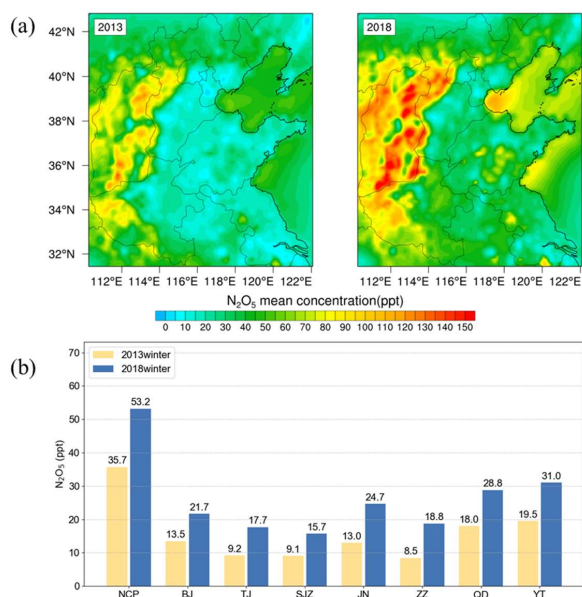 (a)
2013
2018
42°N
40°N
38°N
36°N
34°N
32°N
112°E 114°E 116°E 118°E 120°E 122°E
112°E 114°E 116°E 118°E 120°E 122°E
N₂O₅ mean concentration(ppt)
0 10 20 30 40 50 60 70 80 90 100 110 120 130 140 150
(b)
2013winter
2018winter
N₂O₅ (ppt)
70
60
50
40
30
20
10
0
35.7 53.2 13.5 21.7 9.2 17.7 9.1 15.7 13.0 24.7 8.5 18.8 18.0 28.8 19.5 31.0
NCP BJ TJ SJZ JN ZZ QD YT